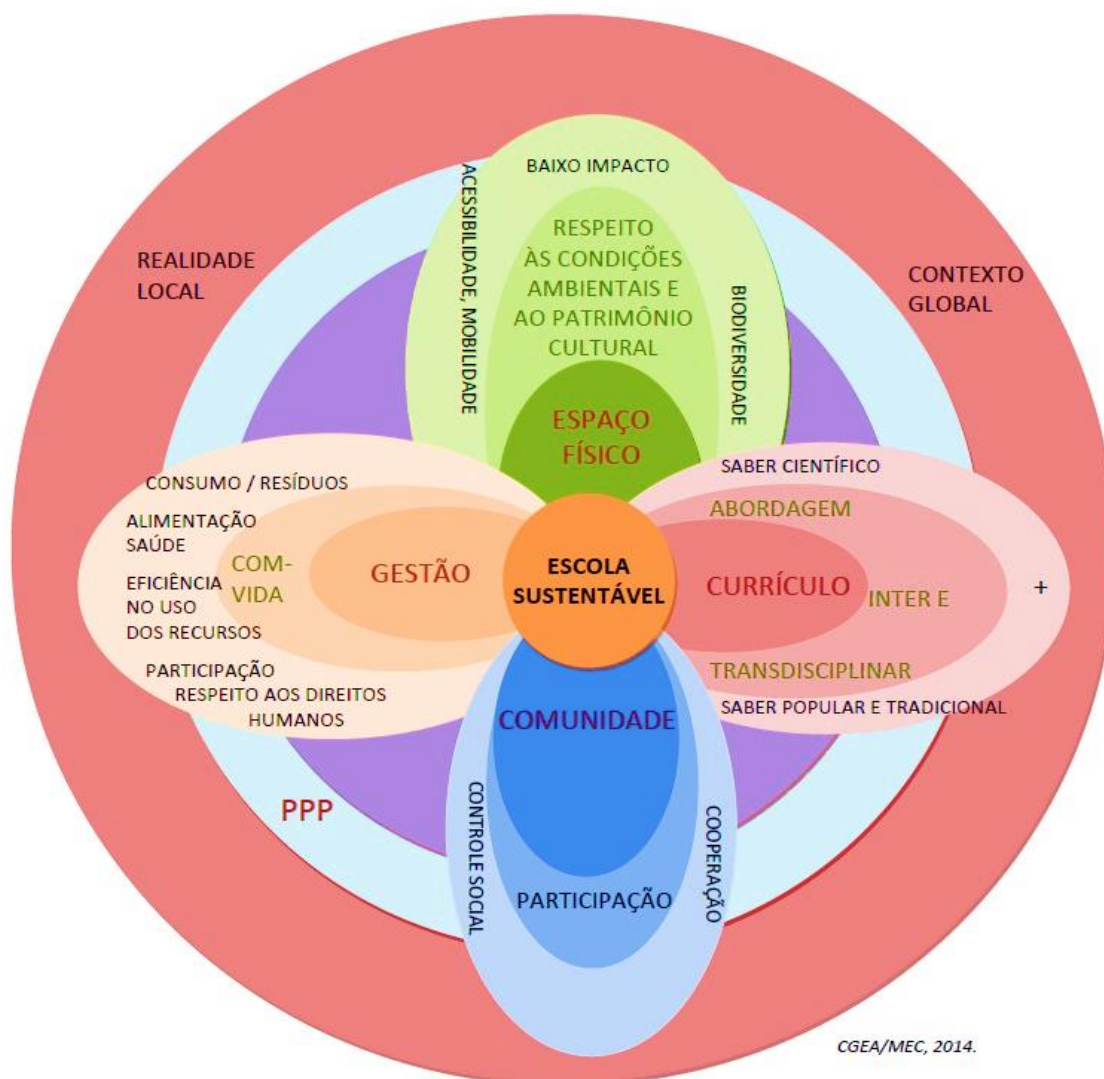 BAIXO IMPACTO
ACESSIBILIDADE, MOBILIDADE
RESPEITO
ÀS CONDIÇÕES
AMBIENTAIS E
AO PATRIMÔNIO
CULTURAL
BIODIVERSIDADE
ESPAÇO
FÍSICO
REALIDADE
LOCAL
CONTEXTO
GLOBAL
CONSUMO / RESÍDUOS
ALIMENTAÇÃO
SAÚDE
EFICIÊNCIA
NO USO
DOS RECURSOS
PARTICIPAÇÃO
RESPEITO AOS DIREITOS
HUMANOS
COM-
VIDA
GESTÃO
ESCOLA
SUSTENTÁVEL
SABER CIENTÍFICO
ABORDAGEM
CURRÍCULO
INTER E
+
TRANSDISCIPLINAR
SABER POPULAR E TRADICIONAL
COMUNIDADE
PPP
CONTROLE SOCIAL
PARTICIPAÇÃO
COOPERAÇÃO
CGEA/MEC, 2014.